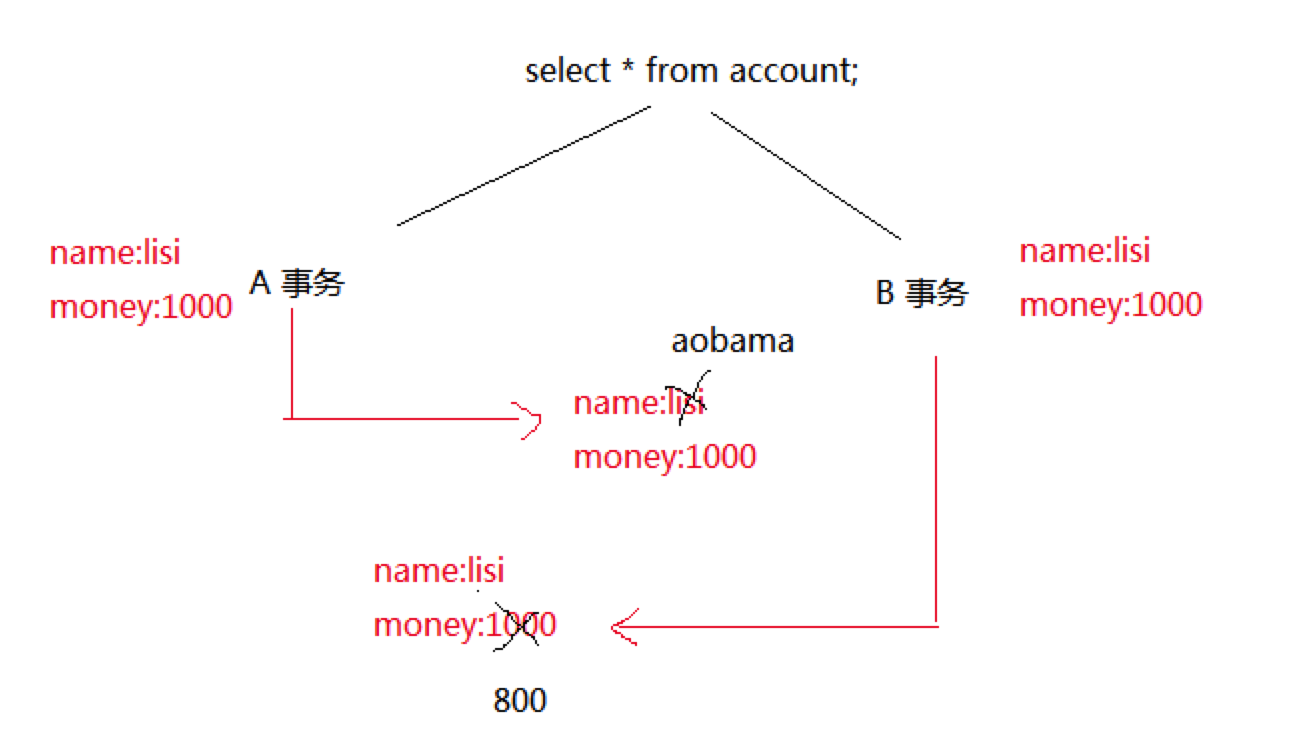 select * from account;
name:lisi
money:1000
A 事务
B 事务
name:lisi
money:1000
aobama
name:lisi
money:1000
name:lisi
money:1000
800